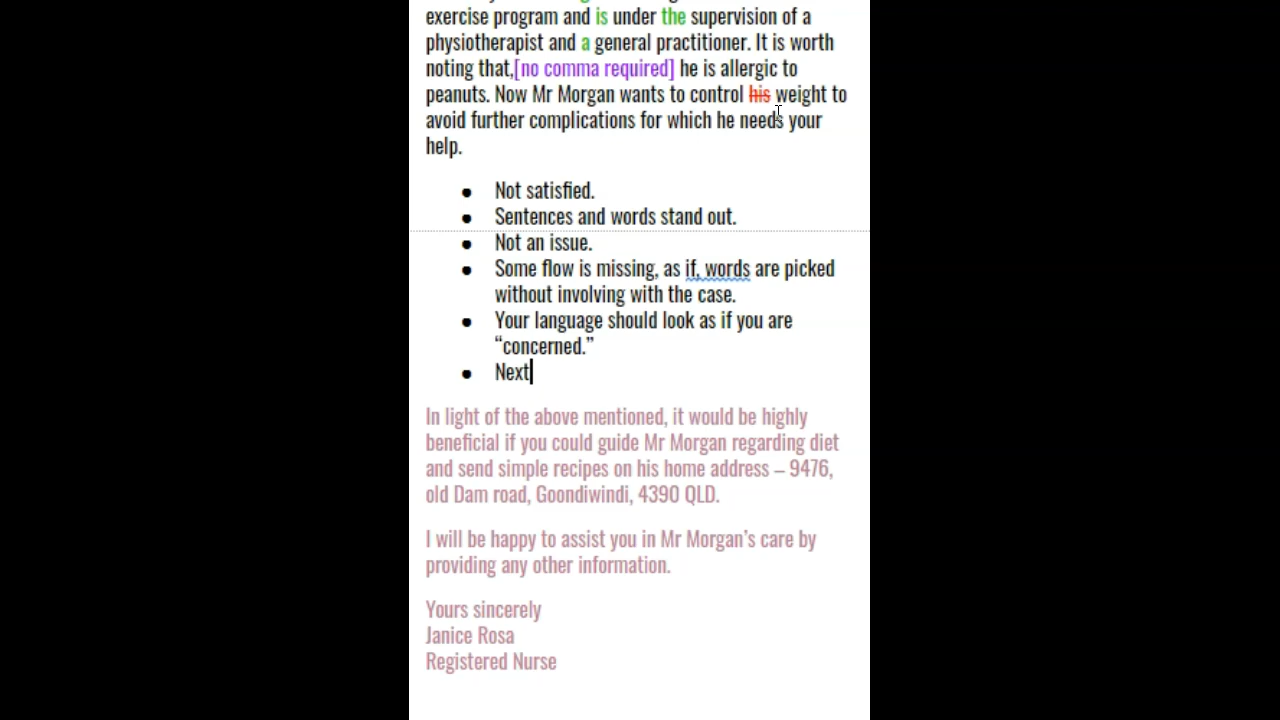 exercise program and is under the supervision of a
physiotherapist and a general practitioner. It is worth
noting that,[no comma required] he is allergic to
peanuts. Now Mr Morgan wants to control his weight to
avoid further complications for which he needs your
help.
● Not satisfied.
● Sentences and words stand out.
● Not an issue.
● Some flow is missing, as if, words are picked
without involving with the case.
● Your language should look as if you are
“concerned.”
● Next
In light of the above mentioned, it would be highly
beneficial if you could guide Mr Morgan regarding diet
and send simple recipes on his home address – 9476,
old Dam road, Goondiwindi, 4390 QLD.
I will be happy to assist you in Mr Morgan’s care by
providing any other information.
Yours sincerely
Janice Rosa
Registered Nurse